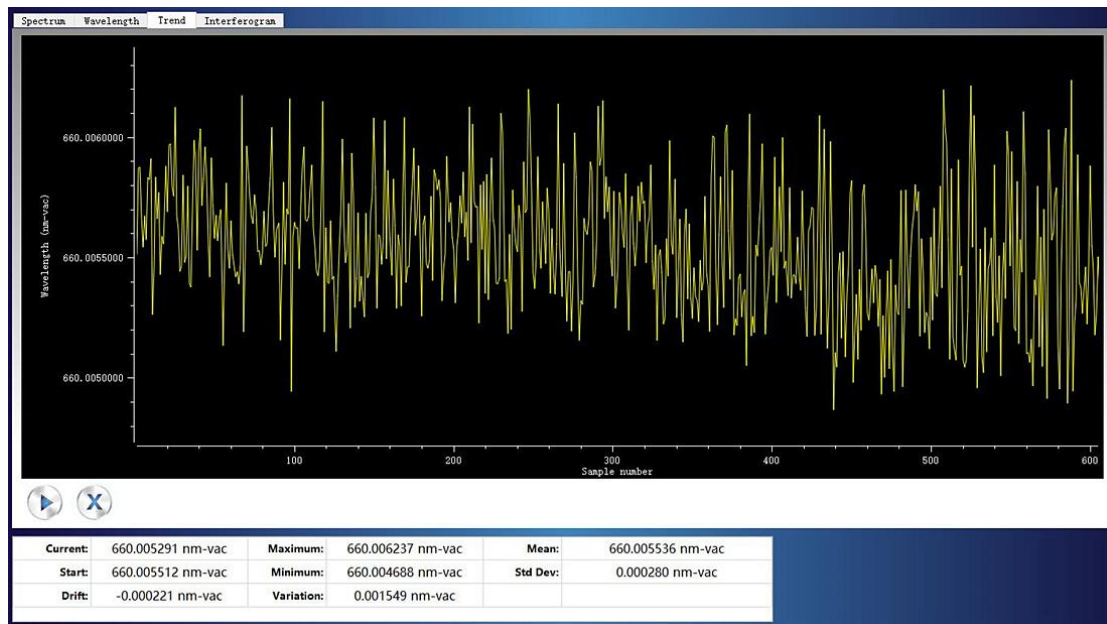 Spectrum Wavelength Trend Interferogram
660.0060000
660.0055000
660.0050000
Wavelength (nm-vac)
100 200 300 400 500 600
Sample number
X
Current: 660.005291 nm-vac Maximum: 660.006237 nm-vac Mean: 660.005536 nm-vac
Start: 660.005512 nm-vac Minimum: 660.004688 nm-vac Std Dev: 0.000280 nm-vac
Drift: -0.000221 nm-vac Variation: 0.001549 nm-vac